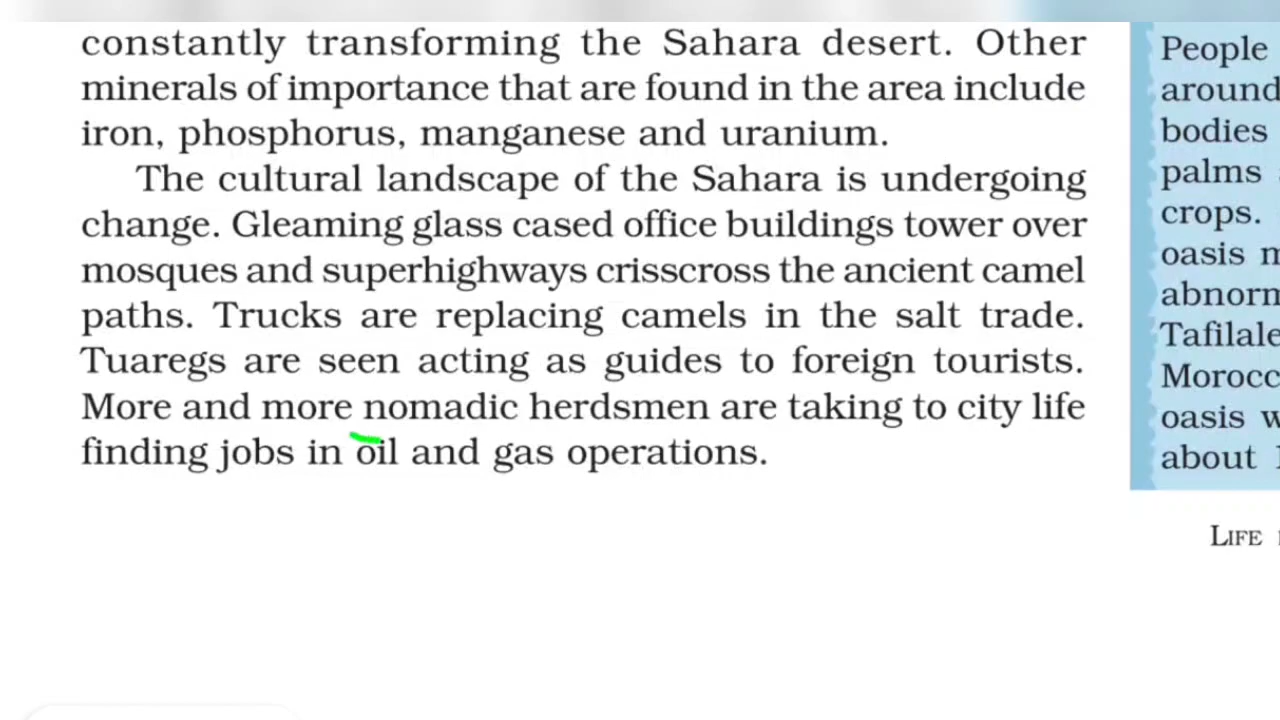 constantly transforming the Sahara desert. Other
minerals of importance that are found in the area include
iron, phosphorus, manganese and uranium.
The cultural landscape of the Sahara is undergoing
change. Gleaming glass cased office buildings tower over
mosques and superhighways crisscross the ancient camel
paths. Trucks are replacing camels in the salt trade.
Tuaregs are seen acting as guides to foreign tourists.
More and more nomadic herdsmen are taking to city life
finding jobs in oil and gas operations.
People
around
bodies
palms
crops.
oasis
abnorm
Tafilale
Morocc
oasis w
about
LIFE